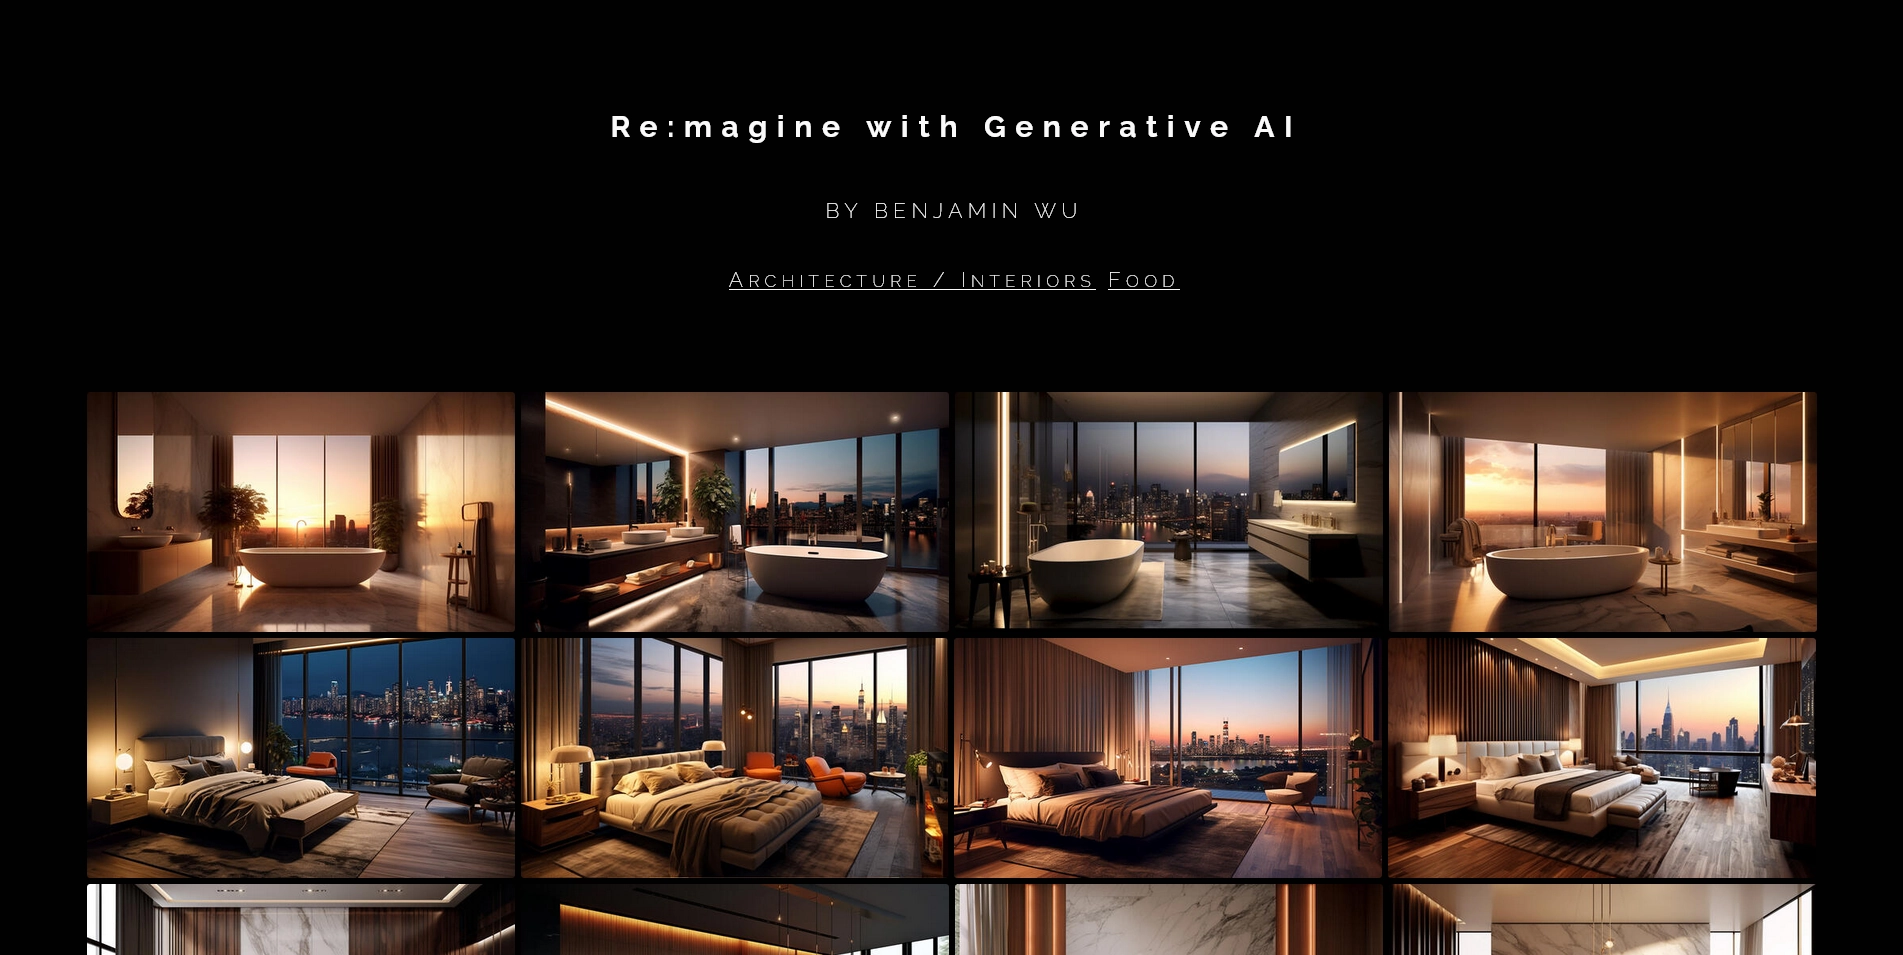 Re:magine with Generative AI
BY BENJAMIN WU
Architecture / Interiors Food